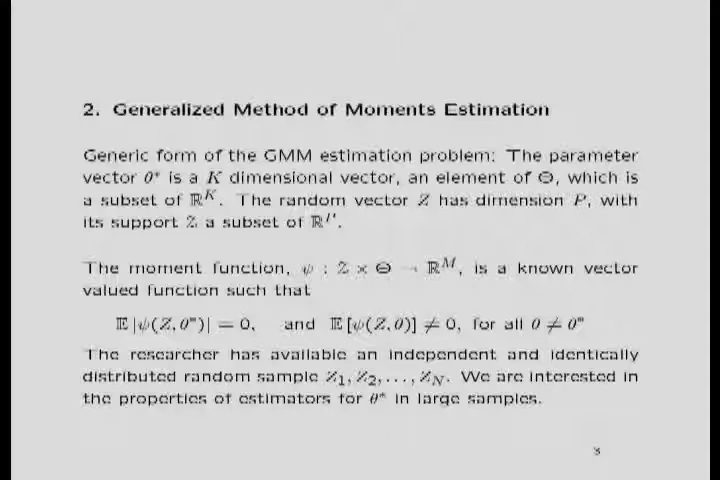 2. Generalized Method of Moments Estimation
Generic form of the GMM estimation problem: The parameter
vector θ* is a K dimensional vector, an element of Θ, which is
a subset of ℝ^K. The random vector Z has dimension P, with
its support 𝒵 a subset of ℝ^P.
The moment function, ψ : 𝒵 × Θ → ℝ^M, is a known vector
valued function such that
𝔼[ψ(Z, θ*)] = 0, and 𝔼[ψ(Z, θ)] ≠ 0, for all θ ≠ θ*
The researcher has available an independent and identically
distributed random sample Z₁, Z₂, . . . , Z_N. We are interested in
the properties of estimators for θ* in large samples.
3